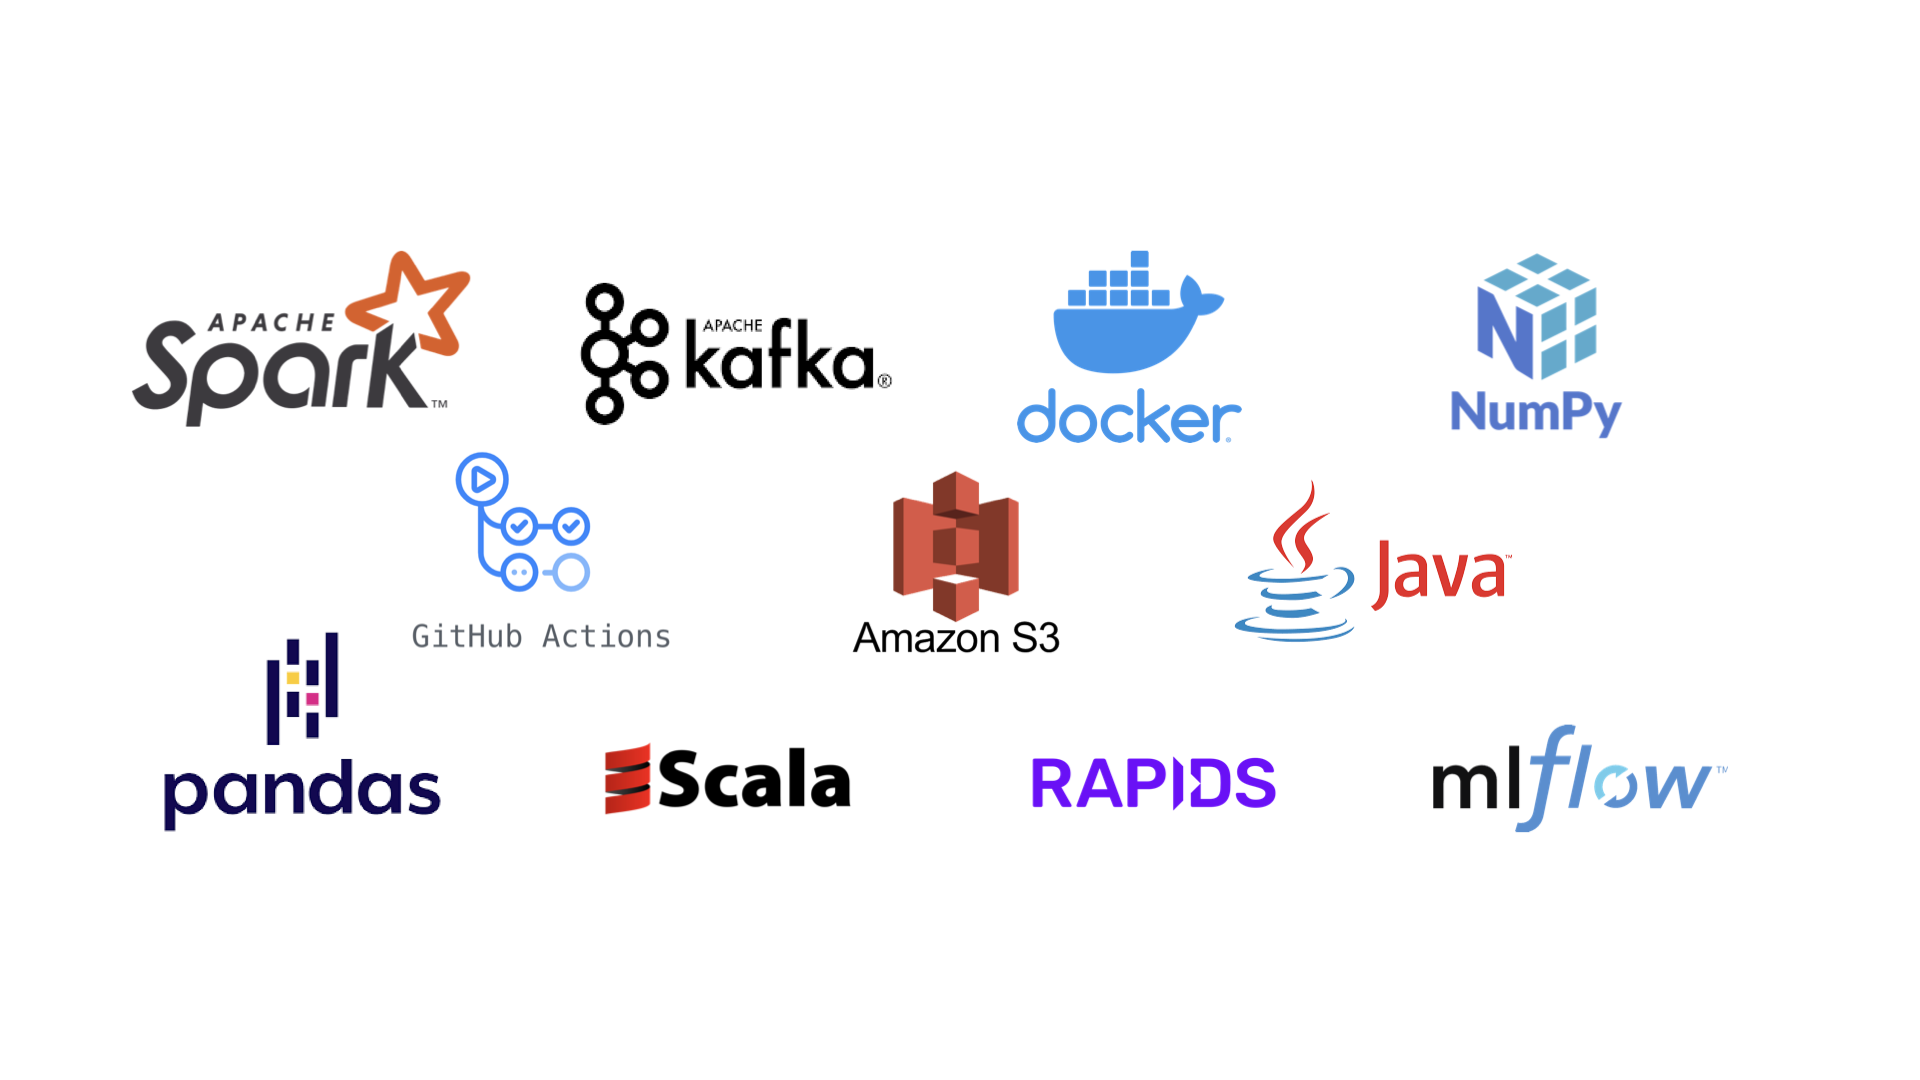 APACHE
Spark™
APACHE
kafka®
docker
NumPy
GitHub Actions
Amazon S3
Java™
pandas
Scala
RAPIDS
mlflow™